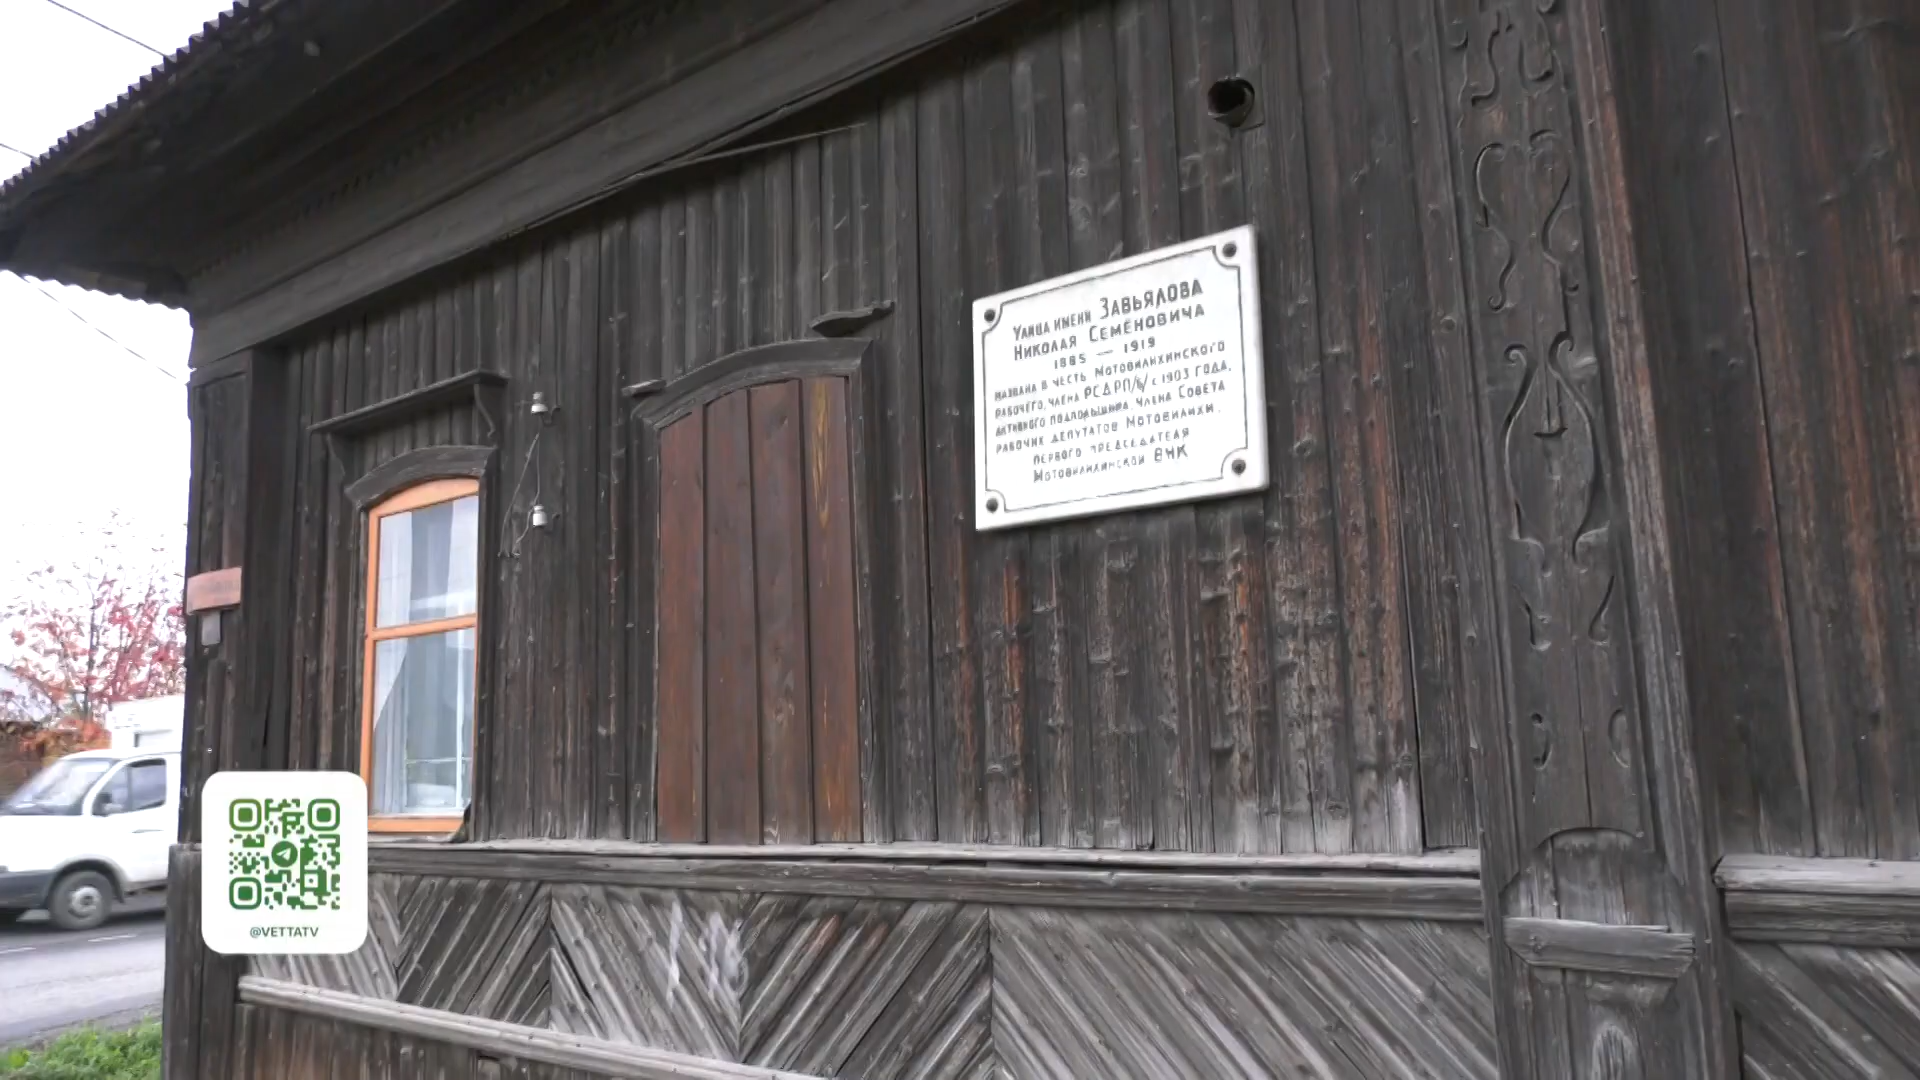 Улица имени Завьялова
Николая Семёновича
1885 — 1919
названа в честь Мотовилихинского
рабочего, члена РСДРП/б/ с 1903 года,
активного подпольщика, члена Совета
рабочих депутатов Мотовилихи,
первого председателя
Мотовилихинской ВЧК
@VETTATV